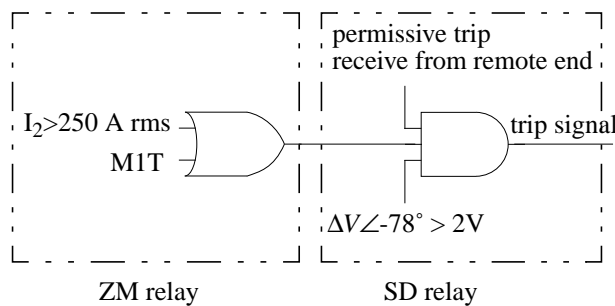 permissive trip
receive from remote end
I₂>250 A rms
trip signal
M1T
ΔV∠-78° > 2V
ZM relay
SD relay